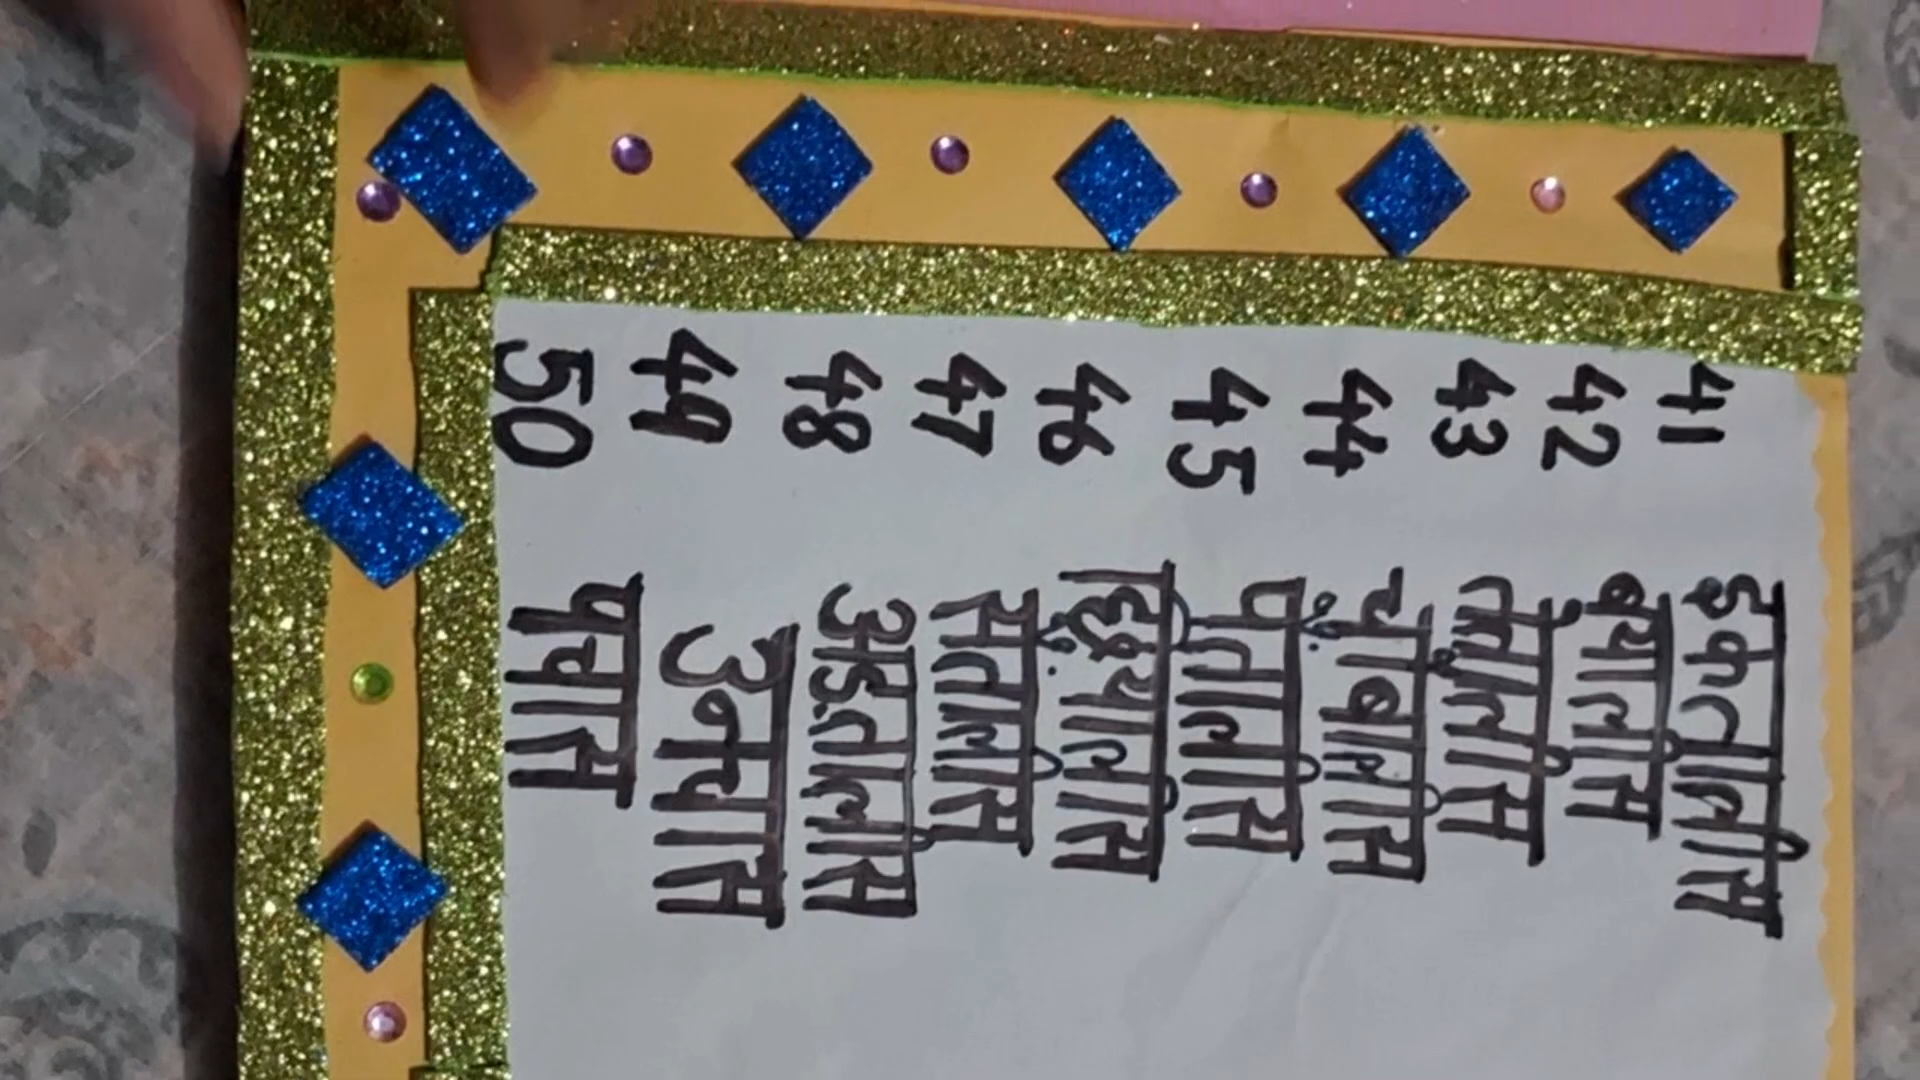 41 इकतालीस
42 बयालीस
43 तैतालीस
44 चौवालीस
45 पैंतालीस
46 छियालीस
47 सैंतालीस
48 अड़तालीस
49 उनचास
50 पचास